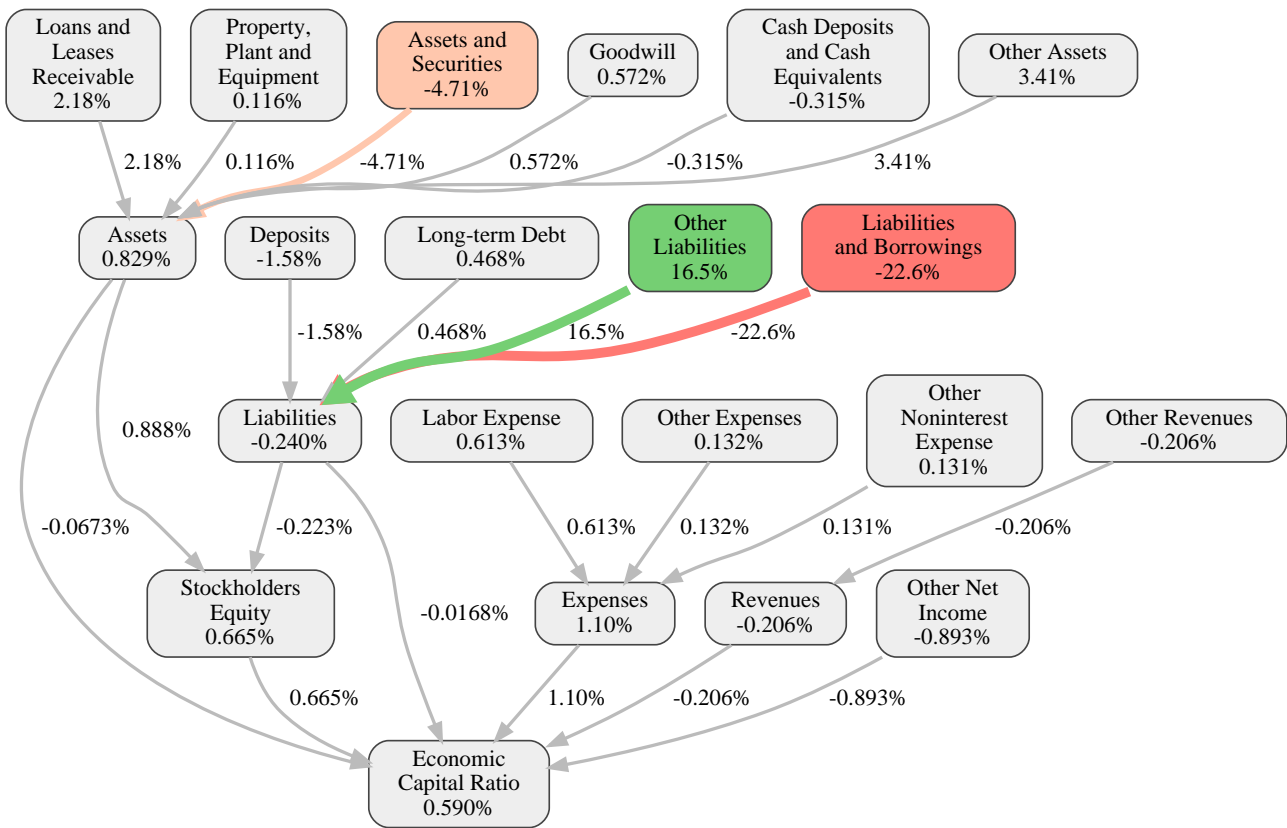 Loans and
Leases
Receivable
2.18%
Property,
Plant and
Equipment
0.116%
Assets and
Securities
-4.71%
Goodwill
0.572%
Cash Deposits
and Cash
Equivalents
-0.315%
Other Assets
3.41%
2.18%
0.116%
-4.71%
0.572%
-0.315%
3.41%
Assets
0.829%
Deposits
-1.58%
Long-term Debt
0.468%
Other
Liabilities
16.5%
Liabilities
and Borrowings
-22.6%
-1.58%
0.468%
16.5%
-22.6%
0.888%
Liabilities
-0.240%
Labor Expense
0.613%
Other Expenses
0.132%
Other
Noninterest
Expense
0.131%
Other Revenues
-0.206%
-0.0673%
-0.223%
0.613%
0.132%
0.131%
-0.206%
Stockholders
Equity
0.665%
-0.0168%
Expenses
1.10%
Revenues
-0.206%
Other Net
Income
-0.893%
0.665%
1.10%
-0.206%
-0.893%
Economic
Capital Ratio
0.590%